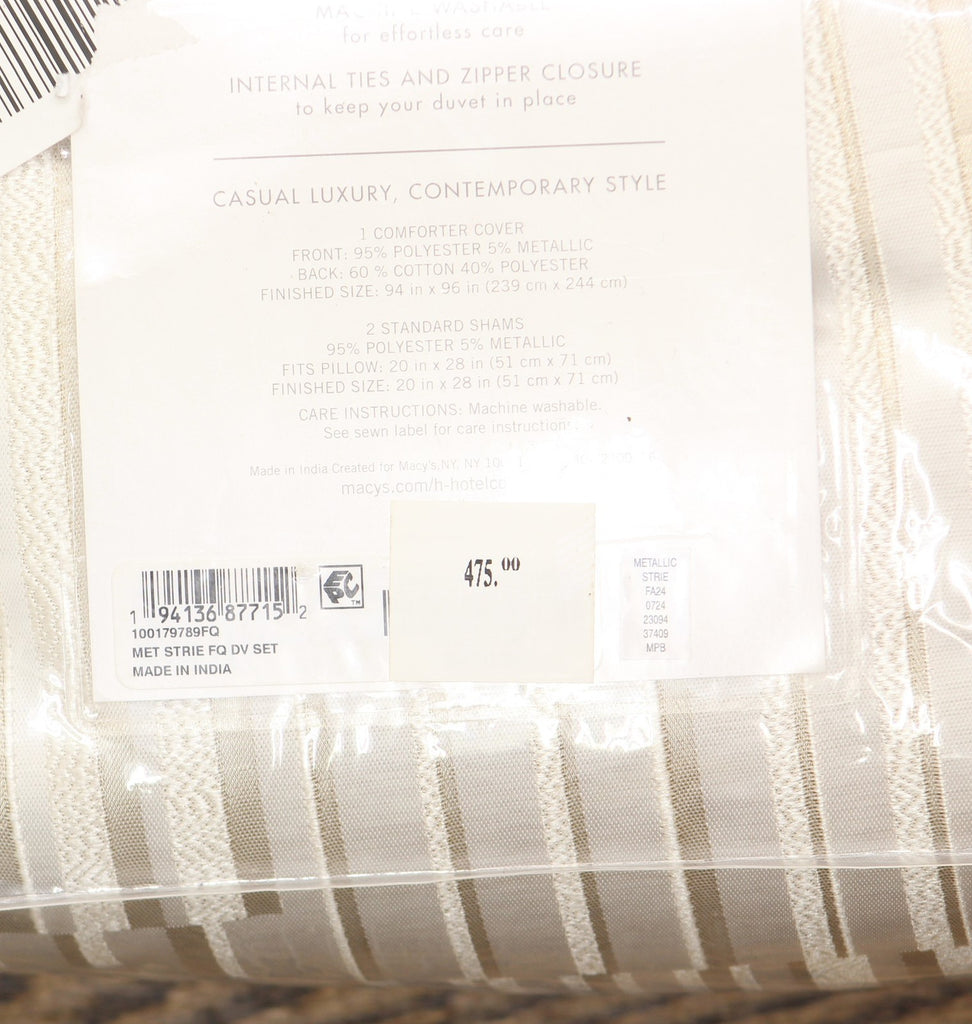 WASHABLE
for effortless care
INTERNAL TIES AND ZIPPER CLOSURE
to keep your duvet in place
CASUAL LUXURY, CONTEMPORARY STYLE
1 COMFORTER COVER
FRONT: 95% POLYESTER 5% METALLIC
BACK: 60 % COTTON 40% POLYESTER
FINISHED SIZE: 94 in x 96 in (239 cm x 244 cm)
2 STANDARD SHAMS
95% POLYESTER 5% METALLIC
FITS PILLOW: 20 in x 28 in (51 cm x 71 cm)
FINISHED SIZE: 20 in x 28 in (51 cm x 71 cm)
CARE INSTRUCTIONS: Machine washable.
See sewn label for care instructions
Made in India Created for Macy's, NY, NY
macys.com/h-hotelco
1 94136 87715 2
100179789FQ
MET STRIE FQ DV SET
MADE IN INDIA
EPC™
475.00
METALLIC
STRIE
FA24
0724
23094
37409
MPB